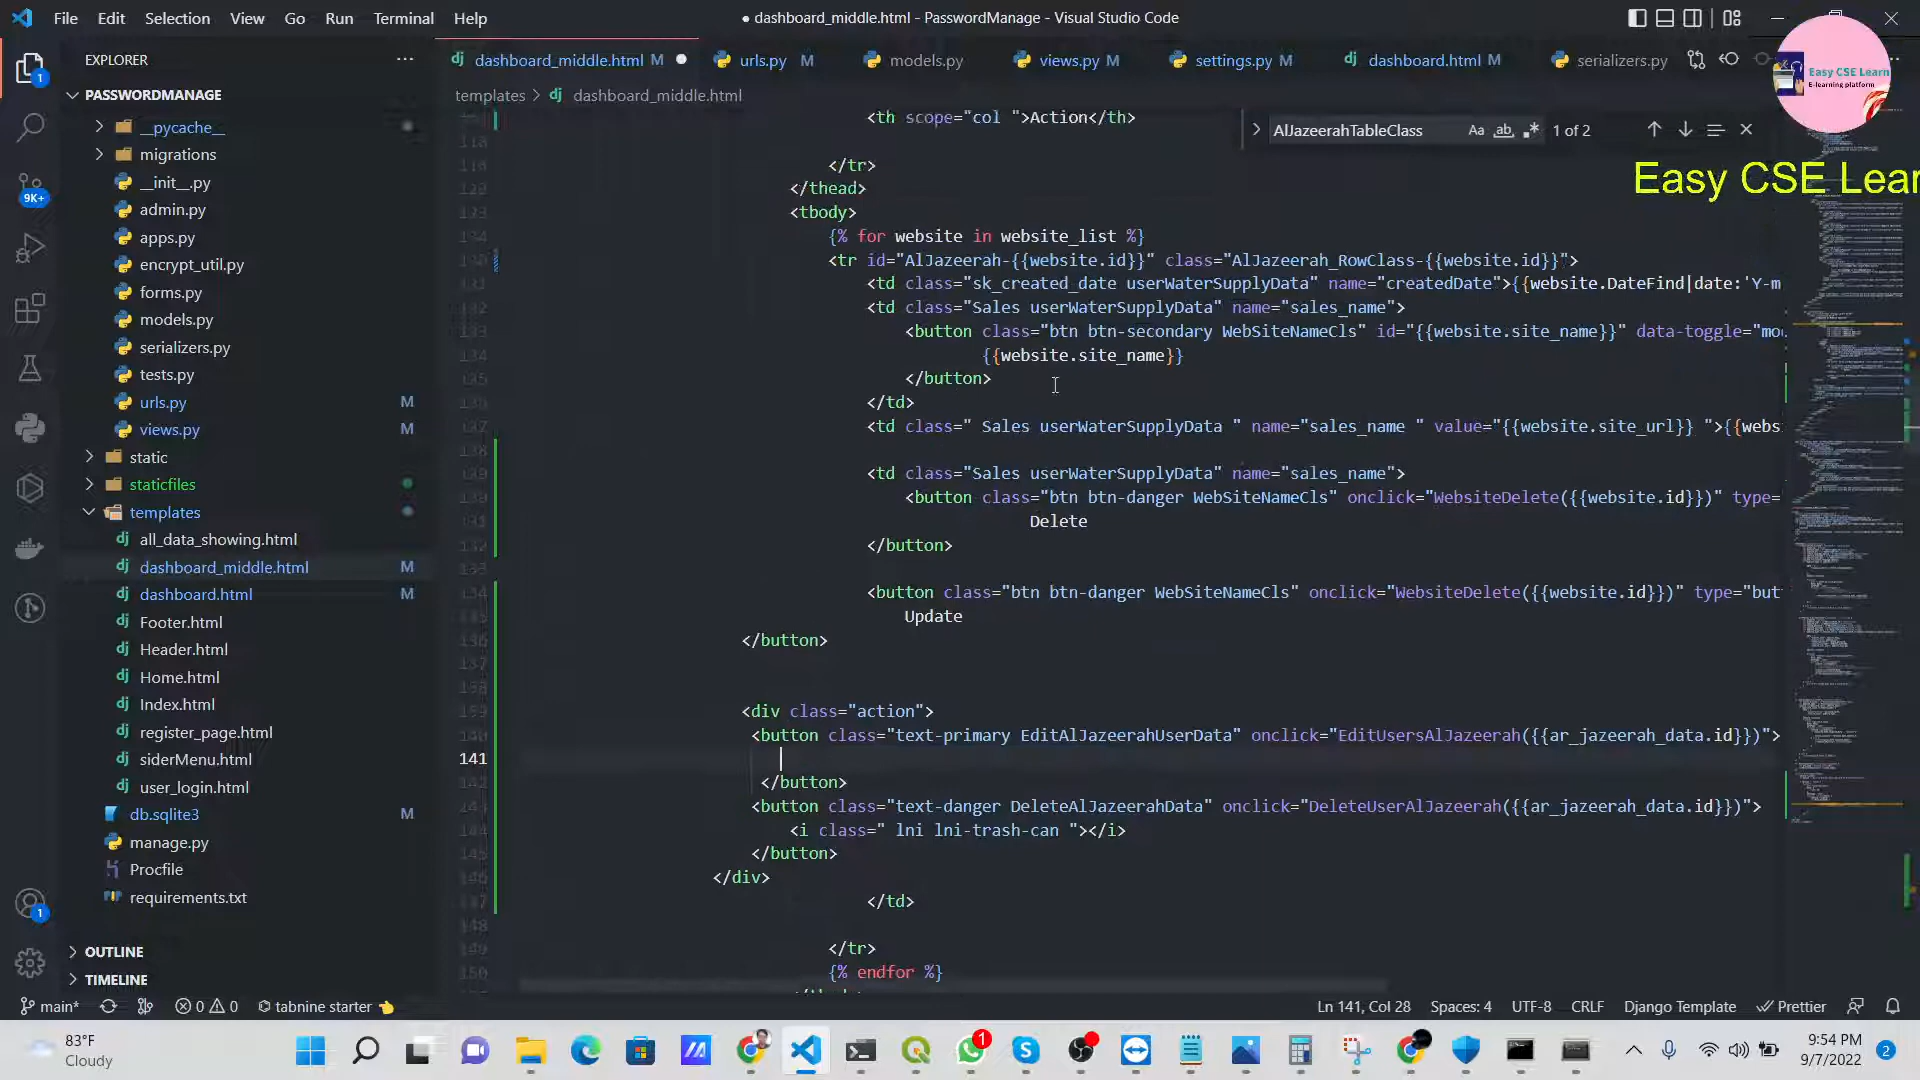 File Edit Selection View Go Run Terminal Help
● dashboard_middle.html - PasswordManage - Visual Studio Code
EXPLORER
dashboard_middle.html M
urls.py M
models.py
views.py M
settings.py M
dashboard.html M
serializers.py
Easy CSE Learn
E-learning platform
PASSWORDMANAGE
templates > dashboard_middle.html
AlJazeerahTableClass
Aa ab
1 of 2
Easy CSE Lear
__pycache__
migrations
__init__.py
admin.py
apps.py
encrypt_util.py
forms.py
models.py
serializers.py
tests.py
urls.py M
views.py M
static
staticfiles
templates
all_data_showing.html
dashboard_middle.html M
dashboard.html M
Footer.html
Header.html
Home.html
Index.html
register_page.html
siderMenu.html
user_login.html
db.sqlite3 M
manage.py
Procfile
requirements.txt
OUTLINE
TIMELINE
1
9K+
1
<th scope="col ">Action</th>
</tr>
</thead>
<tbody>
{% for website in website_list %}
<tr id="AlJazeerah-{{website.id}}" class="AlJazeerah_RowClass-{{website.id}}">
<td class="sk_created_date userWaterSupplyData" name="createdDate">{{website.DateFind|date:'Y-m
<td class="Sales userWaterSupplyData" name="sales_name">
<button class="btn btn-secondary WebSiteNameCls" id="{{website.site_name}}" data-toggle="mo
{{website.site_name}}
</button>
</td>
<td class=" Sales userWaterSupplyData " name="sales_name " value="{{website.site_url}} ">{{webs
<td class="Sales userWaterSupplyData" name="sales_name">
<button class="btn btn-danger WebSiteNameCls" onclick="WebsiteDelete({{website.id}})" type=
Delete
</button>
<button class="btn btn-danger WebSiteNameCls" onclick="WebsiteDelete({{website.id}})" type="but
Update
</button>
<div class="action">
<button class="text-primary EditAlJazeerahUserData" onclick="EditUsersAlJazeerah({{ar_jazeerah_data.id}})">
141
</button>
<button class="text-danger DeleteAlJazeerahData" onclick="DeleteUserAlJazeerah({{ar_jazeerah_data.id}})">
<i class=" lni lni-trash-can "></i>
</button>
</div>
</td>
</tr>
{% endfor %}
main* 0 0 tabnine starter
Ln 141, Col 28 Spaces: 4 UTF-8 CRLF Django Template Prettier
83°F
Cloudy
1
9:54 PM
9/7/2022
2